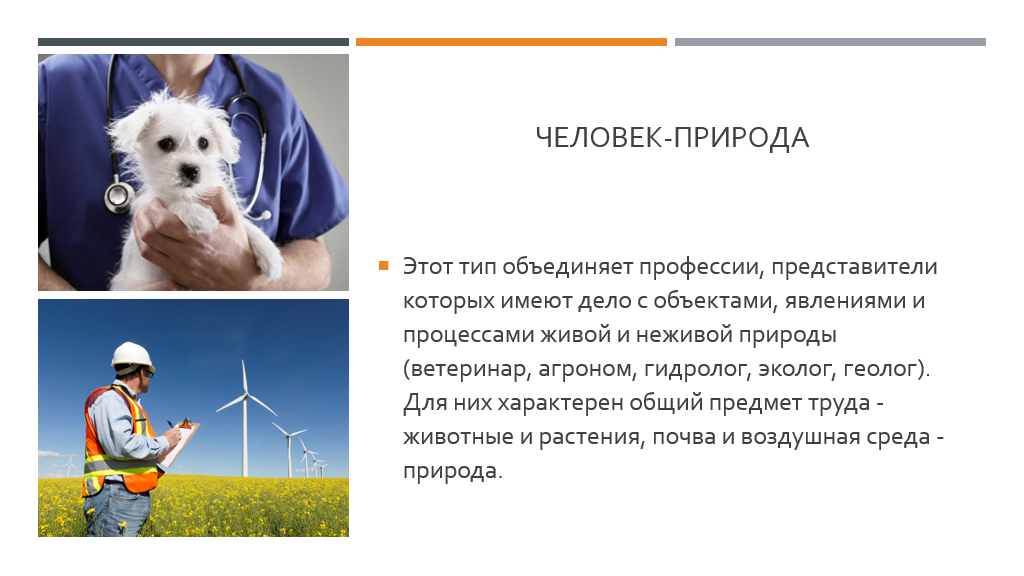 ЧЕЛОВЕК-ПРИРОДА
Этот тип объединяет профессии, представители
которых имеют дело с объектами, явлениями и
процессами живой и неживой природы
(ветеринар, агроном, гидролог, эколог, геолог).
Для них характерен общий предмет труда -
животные и растения, почва и воздушная среда -
природа.